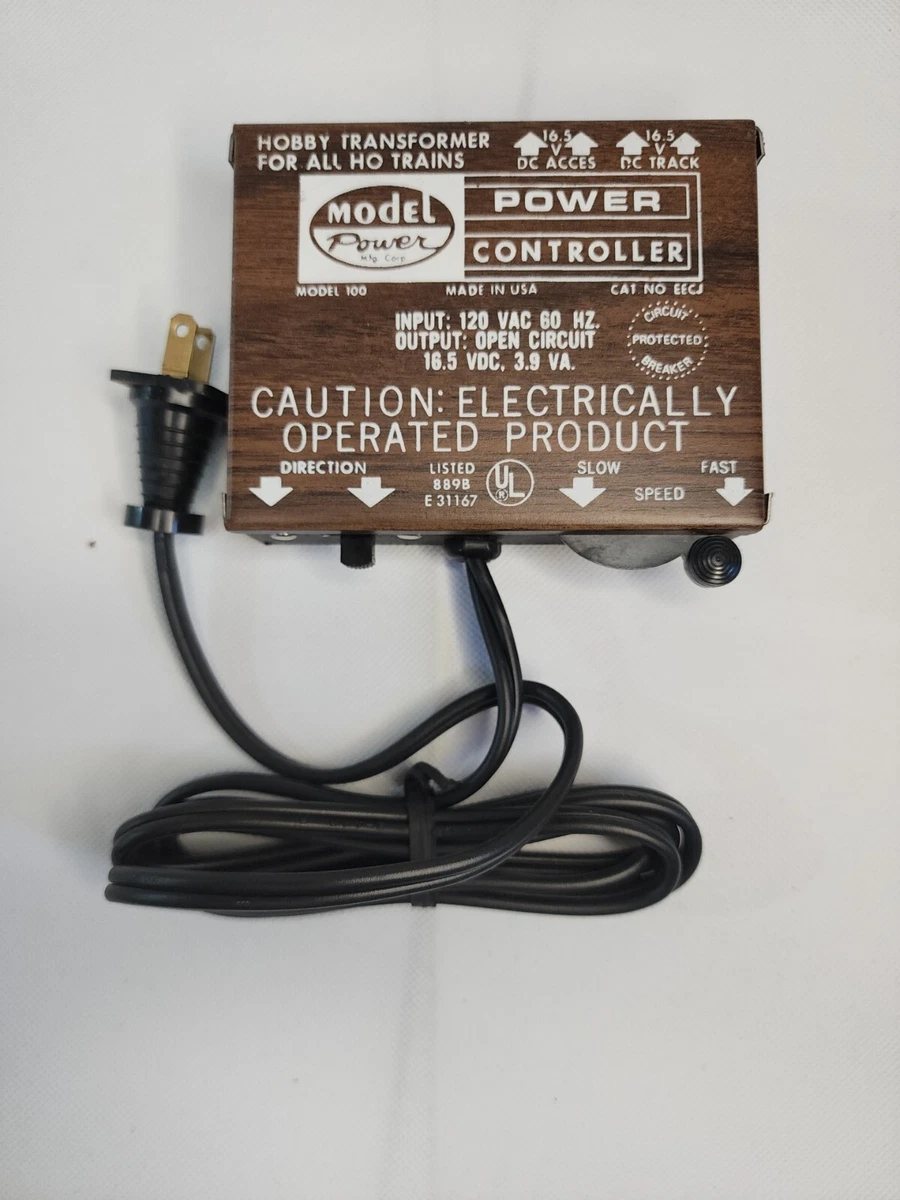 HOBBY TRANSFORMER
FOR ALL HO TRAINS
16.5
V
DC ACCES
16.5
V
DC TRACK
MODEL
Power
Mfg. Corp.
POWER
CONTROLLER
MODEL 100
MADE IN USA
CAT. NO EECJ
INPUT: 120 VAC 60 HZ.
OUTPUT: OPEN CIRCUIT
16.5 VDC, 3.9 VA.
CIRCUIT
PROTECTED
BREAKER
CAUTION: ELECTRICALLY
OPERATED PRODUCT
DIRECTION
LISTED
889B
E 31167
UL
®
SLOW
SPEED
FAST